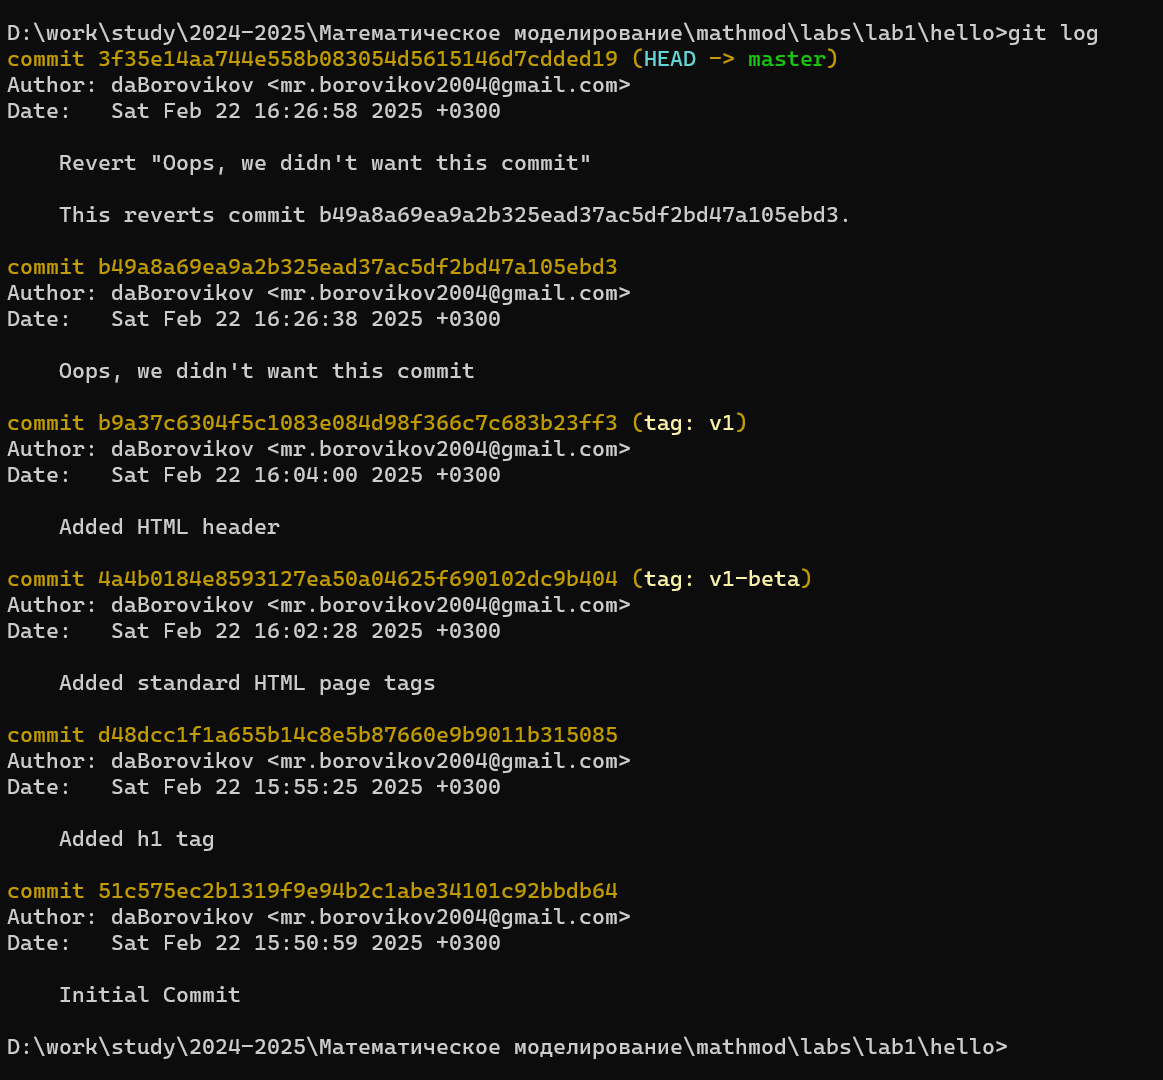 D:\work\study\2024-2025\Математическое моделирование\mathmod\labs\lab1\hello>git log
commit 3f35e14aa744e558b083054d5615146d7cdded19 (HEAD -> master)
Author: daBorovikov <mr.borovikov2004@gmail.com>
Date:   Sat Feb 22 16:26:58 2025 +0300

    Revert "Oops, we didn't want this commit"

    This reverts commit b49a8a69ea9a2b325ead37ac5df2bd47a105ebd3.

commit b49a8a69ea9a2b325ead37ac5df2bd47a105ebd3
Author: daBorovikov <mr.borovikov2004@gmail.com>
Date:   Sat Feb 22 16:26:38 2025 +0300

    Oops, we didn't want this commit

commit b9a37c6304f5c1083e084d98f366c7c683b23ff3 (tag: v1)
Author: daBorovikov <mr.borovikov2004@gmail.com>
Date:   Sat Feb 22 16:04:00 2025 +0300

    Added HTML header

commit 4a4b0184e8593127ea50a04625f690102dc9b404 (tag: v1-beta)
Author: daBorovikov <mr.borovikov2004@gmail.com>
Date:   Sat Feb 22 16:02:28 2025 +0300

    Added standard HTML page tags

commit d48dcc1f1a655b14c8e5b87660e9b9011b315085
Author: daBorovikov <mr.borovikov2004@gmail.com>
Date:   Sat Feb 22 15:55:25 2025 +0300

    Added h1 tag

commit 51c575ec2b1319f9e94b2c1abe34101c92bbdb64
Author: daBorovikov <mr.borovikov2004@gmail.com>
Date:   Sat Feb 22 15:50:59 2025 +0300

    Initial Commit

D:\work\study\2024-2025\Математическое моделирование\mathmod\labs\lab1\hello>